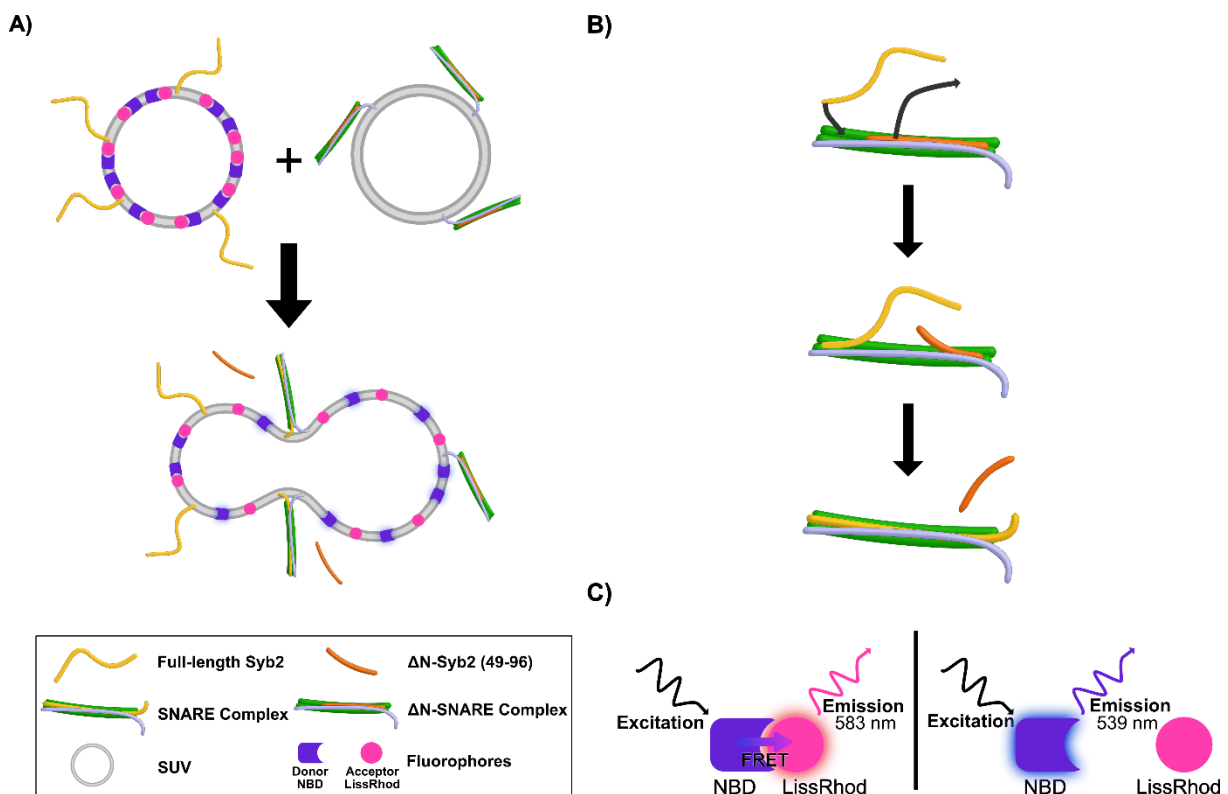 A)
B)
+
Full-length Syb2
ΔN-Syb2 (49-96)
SNARE Complex
ΔN-SNARE Complex
SUV
Donor
NBD
Acceptor
LissRhod
Fluorophores
C)
Excitation
Emission
583 nm
FRET
NBD
LissRhod
Excitation
Emission
539 nm
NBD
LissRhod